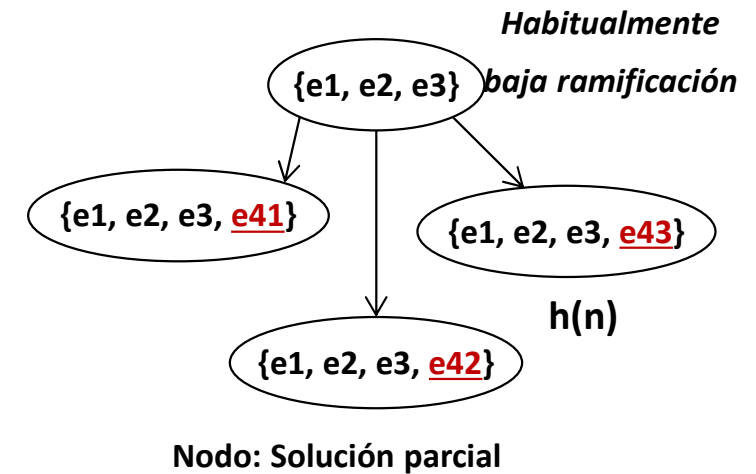 Habitualmente
baja ramificación
{e1, e2, e3}
{e1, e2, e3, e41}
{e1, e2, e3, e43}
h(n)
{e1, e2, e3, e42}
Nodo: Solución parcial